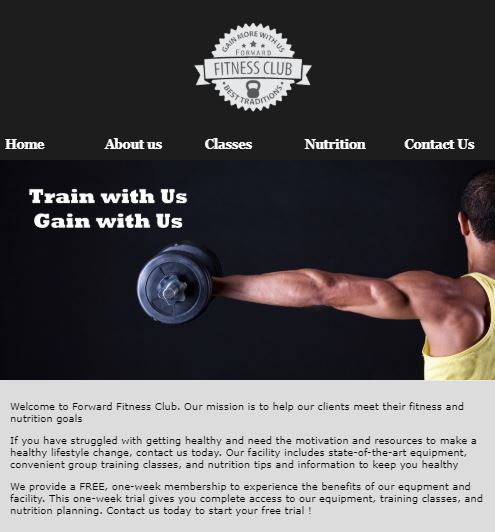 GAIN MORE WITH US
FORWARD
FITNESS CLUB
BEST TRADITIONS
Home About us Classes Nutrition Contact Us
Train with Us
Gain with Us
Welcome to Forward Fitness Club. Our mission is to help our clients meet their fitness and
nutrition goals
If you have struggled with getting healthy and need the motivation and resources to make a
healthy lifestyle change, contact us today. Our facility includes state-of-the-art equipment,
convenient group training classes, and nutrition tips and information to keep you healthy
We provide a FREE, one-week membership to experience the benefits of our equpment and
facility. This one-week trial gives you complete access to our equipment, training classes, and
nutrition planning. Contact us today to start your free trial !